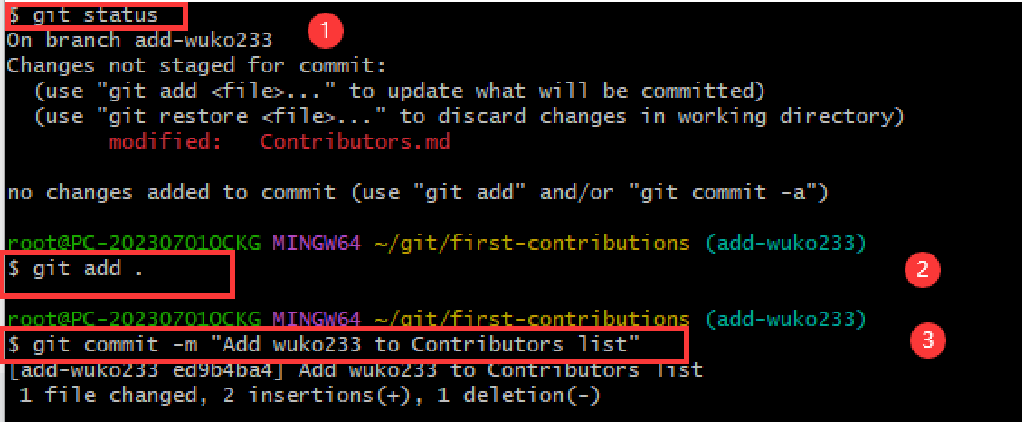 $ git status
1
On branch add-wuko233
Changes not staged for commit:
(use "git add <file>..." to update what will be committed)
(use "git restore <file>..." to discard changes in working directory)
modified: Contributors.md
no changes added to commit (use "git add" and/or "git commit -a")
root@PC-202307010CKG MINGW64 ~/git/first-contributions (add-wuko233)
$ git add .
2
root@PC-202307010CKG MINGW64 ~/git/first-contributions (add-wuko233)
$ git commit -m "Add wuko233 to Contributors list"
3
[add-wuko233 ed9b4ba4] Add wuko233 to Contributors list
1 file changed, 2 insertions(+), 1 deletion(-)